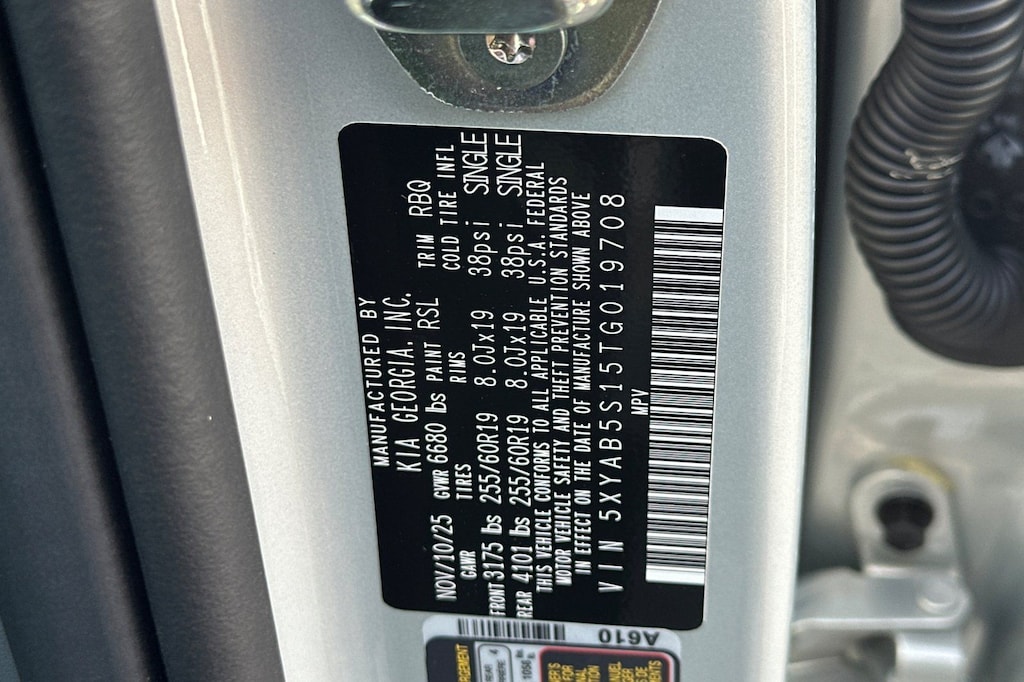 MANUFACTURED BY
KIA GEORGIA, INC.
NOV/10/25 GVWR 6680 lbs PAINT RSL TRIM RBQ
GAWR TIRES RIMS COLD TIRE INFL
FRONT 3175 lbs 255/60R19 8.0Jx19 38psi SINGLE
REAR 4101 lbs 255/60R19 8.0Jx19 38psi SINGLE
THIS VEHICLE CONFORMS TO ALL APPLICABLE U.S.A. FEDERAL
MOTOR VEHICLE SAFETY AND THEFT PREVENTION STANDARDS
IN EFFECT ON THE DATE OF MANUFACTURE SHOWN ABOVE
VIN 5XYAB5S15TG019708
MPV
A610